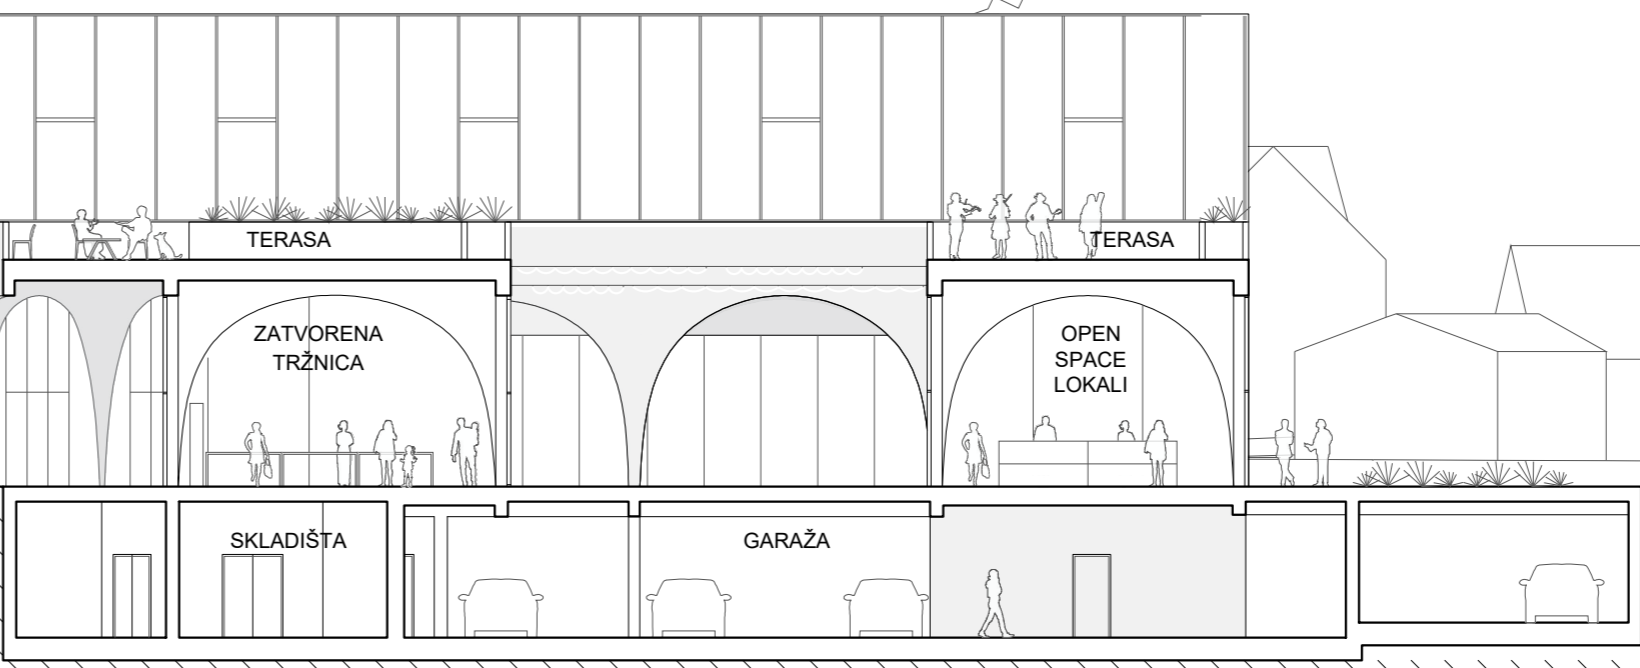 TERASA
TERASA
ZATVORENA
TRŽNICA
OPEN
SPACE
LOKALI
SKLADIŠTA
GARAŽA